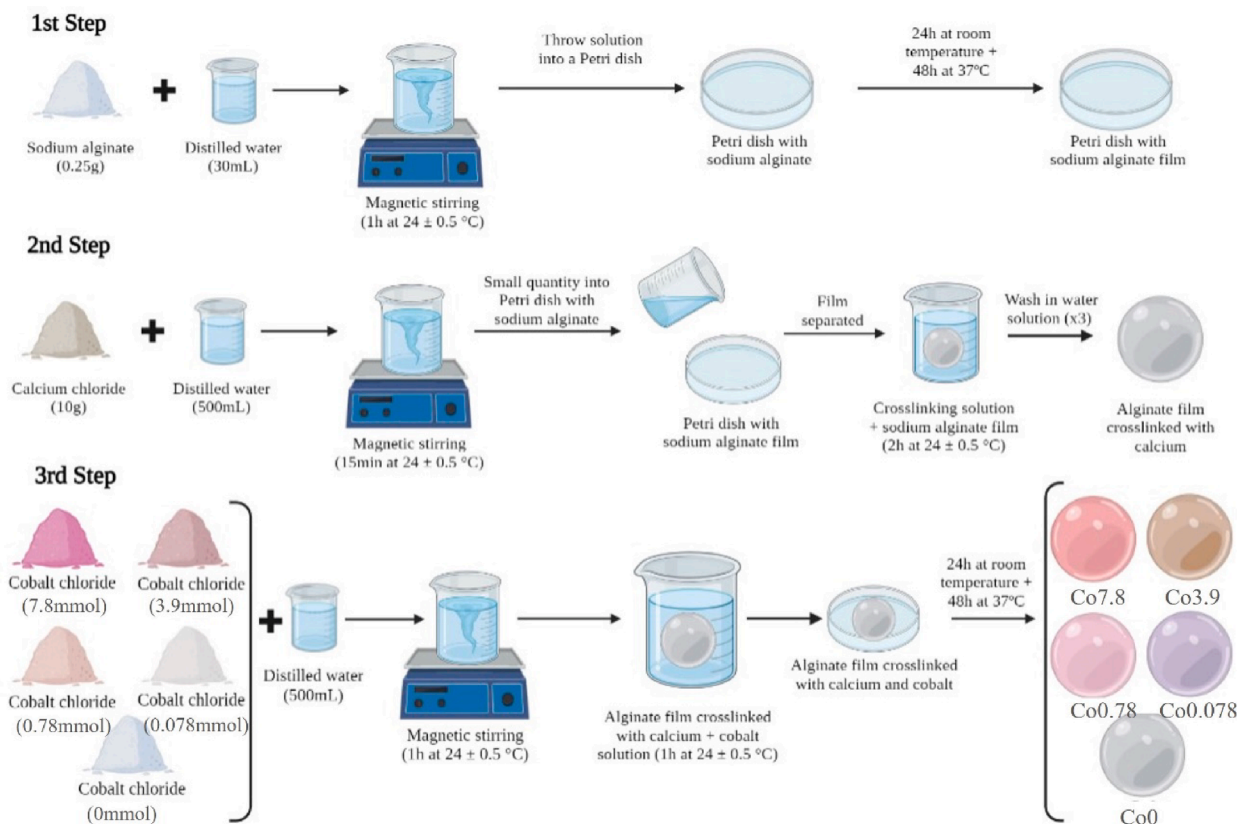 1st Step
Sodium alginate
(0.25g)
Distilled water
(30mL)
Magnetic stirring
(1h at 24 ± 0.5 °C)
Throw solution
into a Petri dish
Petri dish with
sodium alginate
24h at room
temperature +
48h at 37ºC
Petri dish with
sodium alginate film
2nd Step
Calcium chloride
(10g)
Distilled water
(500mL)
Magnetic stirring
(15min at 24 ± 0.5 °C)
Small quantity into
Petri dish with
sodium alginate
Petri dish with
sodium alginate film
Film
separated
Crosslinking solution
+ sodium alginate film
(2h at 24 ± 0.5 °C)
Wash in water
solution (x3)
Alginate film
crosslinked with
calcium
3rd Step
Cobalt chloride
(7.8mmol)
Cobalt chloride
(3.9mmol)
Cobalt chloride
(0.78mmol)
Cobalt chloride
(0.078mmol)
Cobalt chloride
(0mmol)
Distilled water
(500mL)
Magnetic stirring
(1h at 24 ± 0.5 °C)
Alginate film crosslinked
with calcium + cobalt
solution (1h at 24 ± 0.5 °C)
Alginate film crosslinked
with calcium and cobalt
24h at room
temperature +
48h at 37ºC
Co7.8
Co3.9
Co0.78
Co0.078
Co0